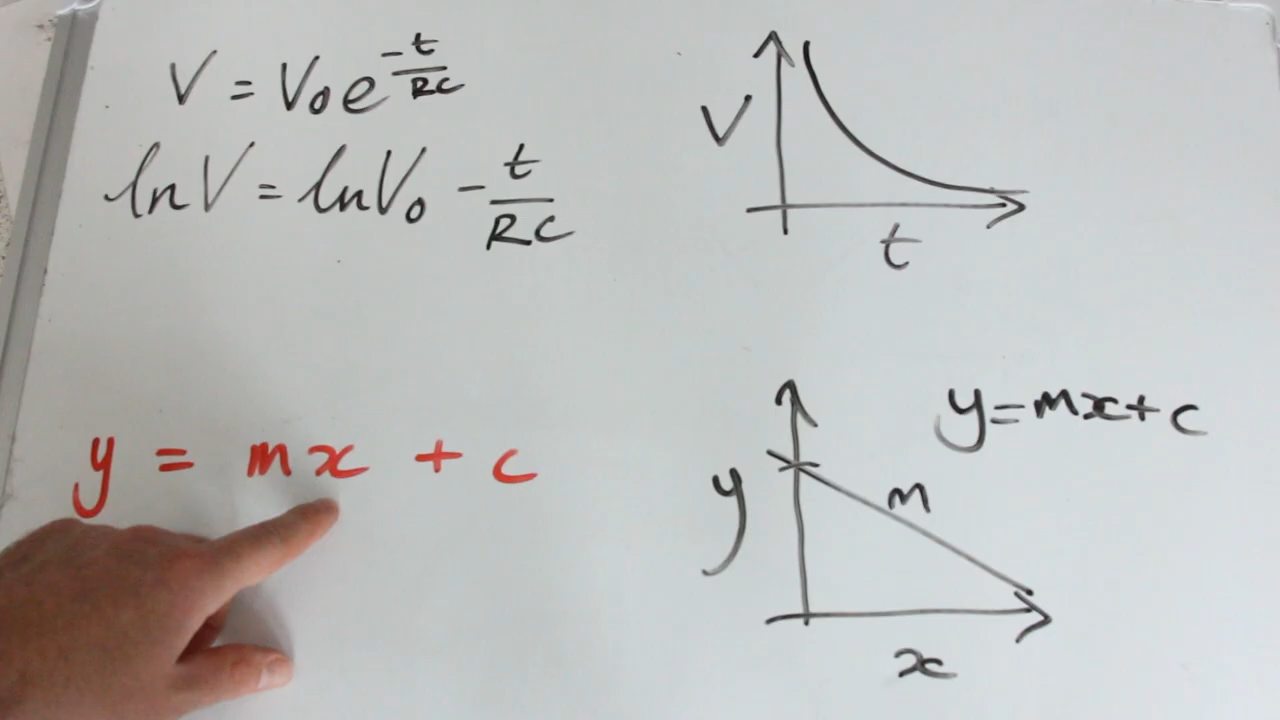 V = V₀e^(-t/RC)
lnV = lnV₀ - t/RC
V
t
y = mx + c
y = mx + c
y
m
x